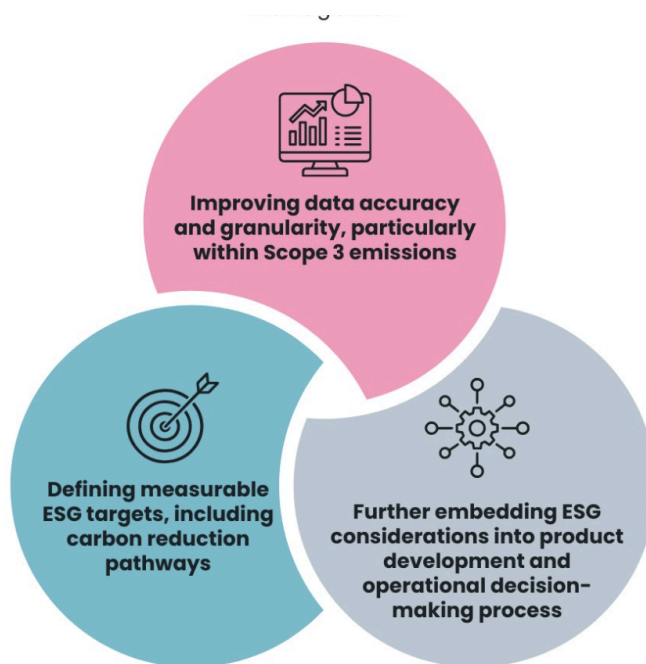 Improving data accuracy
and granularity, particularly
within Scope 3 emissions
Defining measurable
ESG targets, including
carbon reduction
pathways
Further embedding ESG
considerations into product
development and
operational decision-
making process